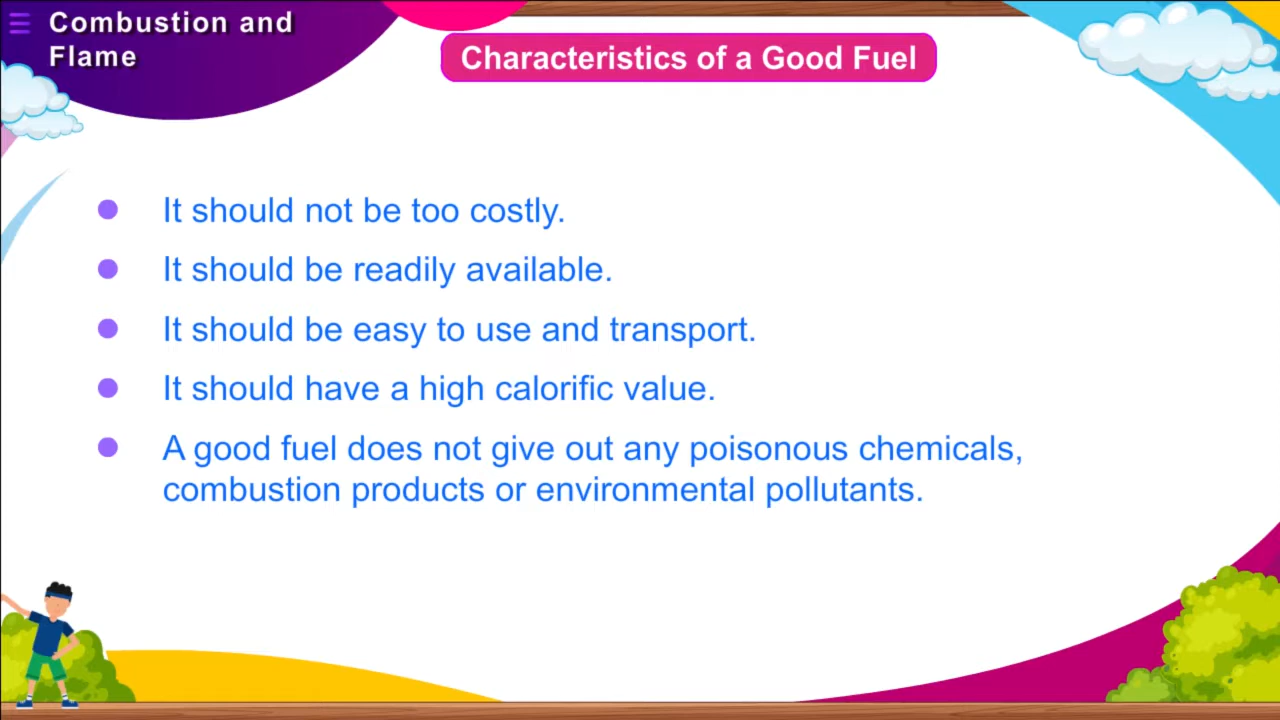 Combustion and
Flame
Characteristics of a Good Fuel
It should not be too costly.
It should be readily available.
It should be easy to use and transport.
It should have a high calorific value.
A good fuel does not give out any poisonous chemicals,
combustion products or environmental pollutants.